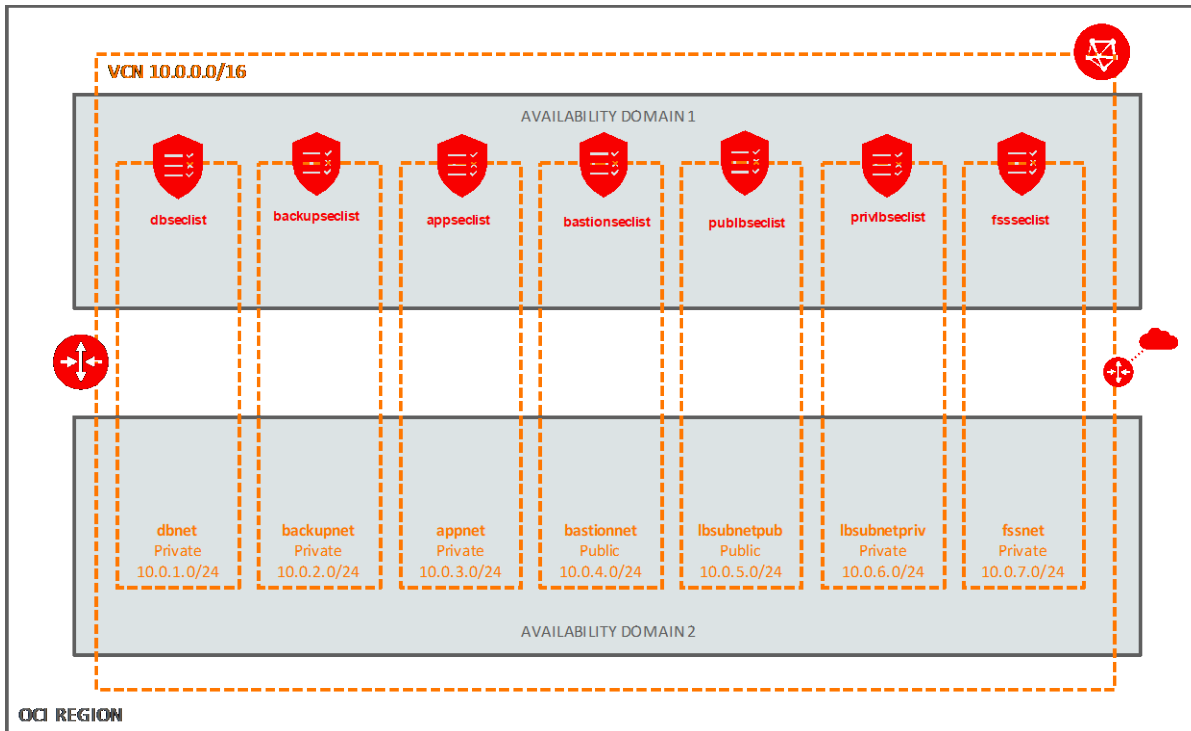 VCN 10.0.0.0/16
AVAILABILITY DOMAIN 1
dbseclist
backupseclist
appseclist
bastionseclist
publbseclist
privlbseclist
fssseclist
dbnet
Private
10.0.1.0/24
backupnet
Private
10.0.2.0/24
appnet
Private
10.0.3.0/24
bastionnet
Public
10.0.4.0/24
lbsubnetpub
Public
10.0.5.0/24
lbsubnetpriv
Private
10.0.6.0/24
fssnet
Private
10.0.7.0/24
AVAILABILITY DOMAIN 2
OCI REGION